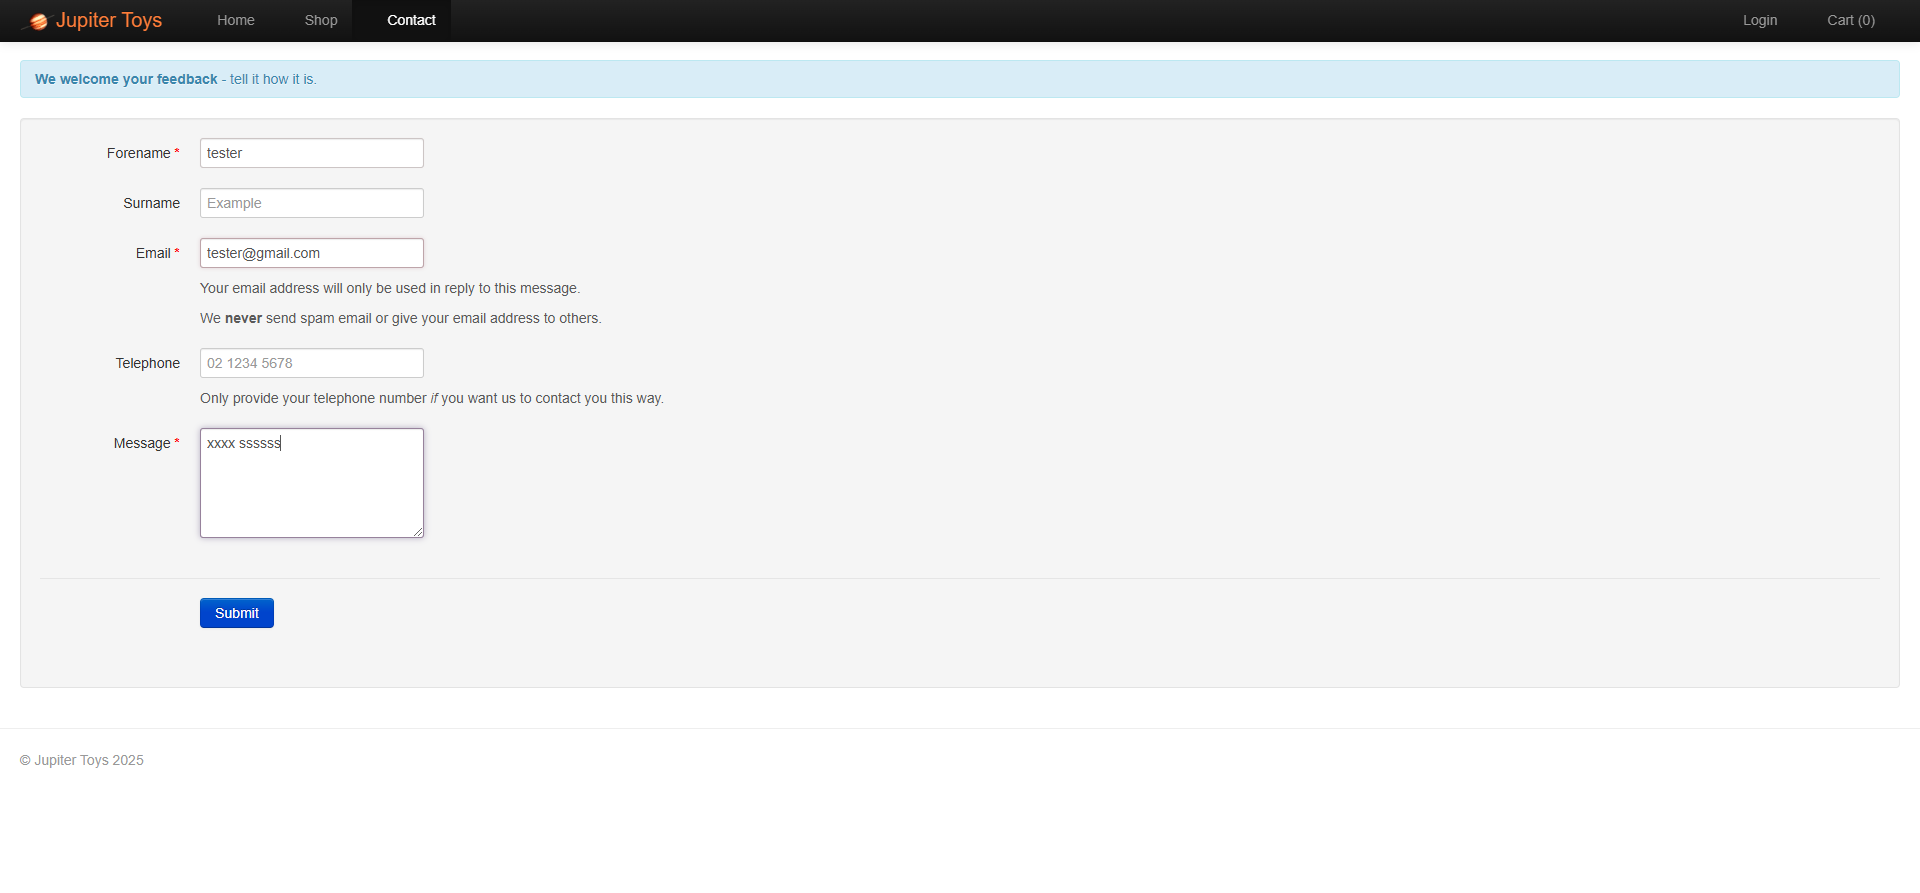 Jupiter Toys Home Shop Contact Login Cart (0)
We welcome your feedback - tell it how it is.
Forename * tester
Surname Example
Email * tester@gmail.com
Your email address will only be used in reply to this message.
We never send spam email or give your email address to others.
Telephone 02 1234 5678
Only provide your telephone number if you want us to contact you this way.
Message * xxxx ssssss
Submit
© Jupiter Toys 2025